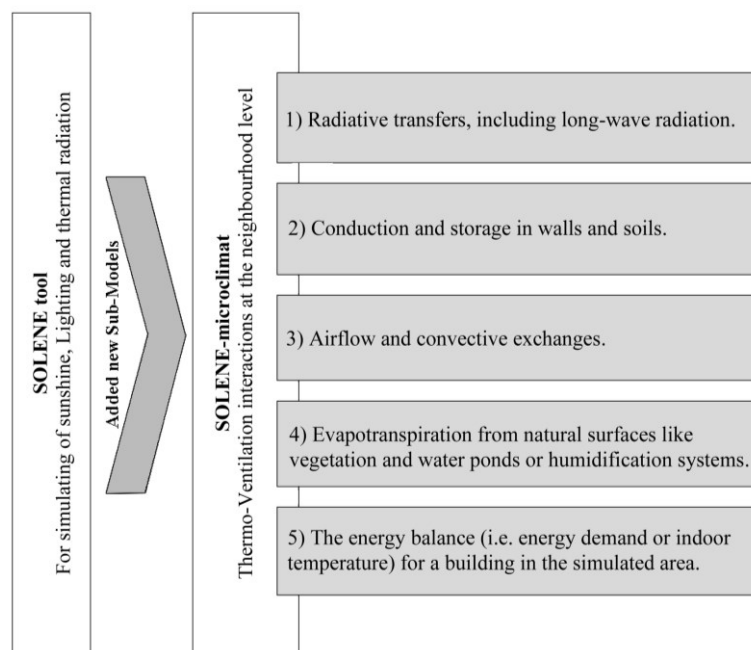 SOLENE tool
For simulating of sunshine, Lighting and thermal radiation
Added new Sub-Models
SOLENE-microclimat
Thermo-Ventilation interactions at the neighbourhood level
1) Radiative transfers, including long-wave radiation.
2) Conduction and storage in walls and soils.
3) Airflow and convective exchanges.
4) Evapotranspiration from natural surfaces like
vegetation and water ponds or humidification systems.
5) The energy balance (i.e. energy demand or indoor
temperature) for a building in the simulated area.